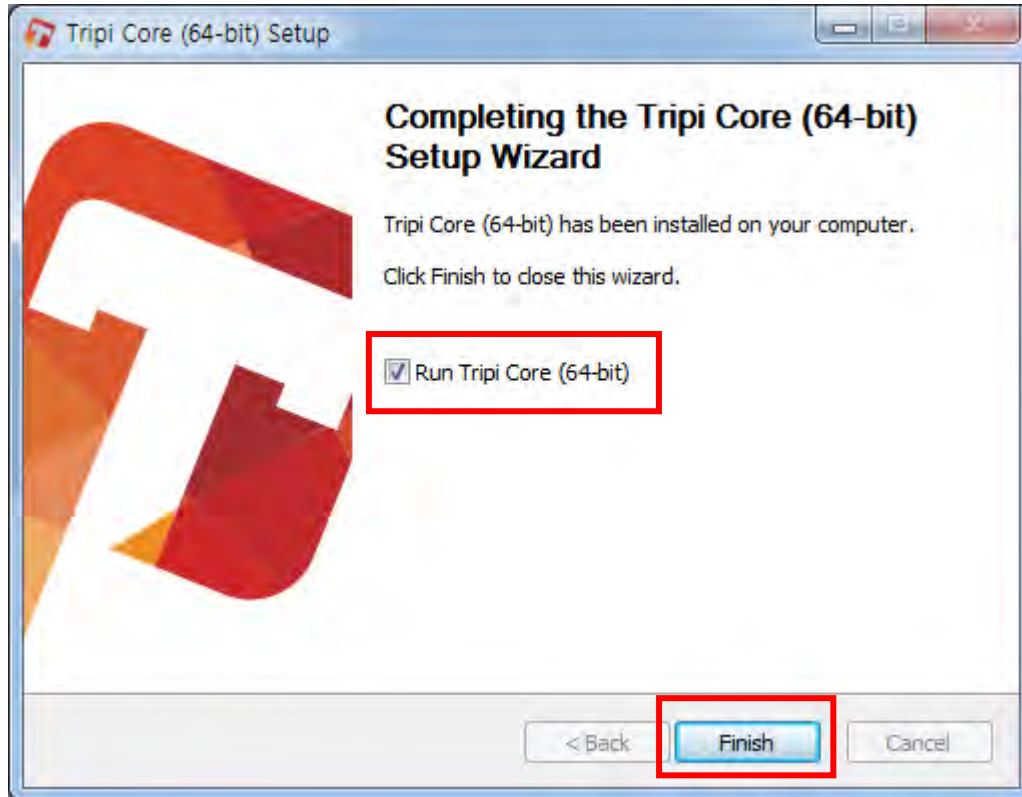 Tripi Core (64-bit) Setup
Completing the Tripi Core (64-bit)
Setup Wizard
Tripi Core (64-bit) has been installed on your computer.
Click Finish to close this wizard.
Run Tripi Core (64-bit)
< Back Finish Cancel